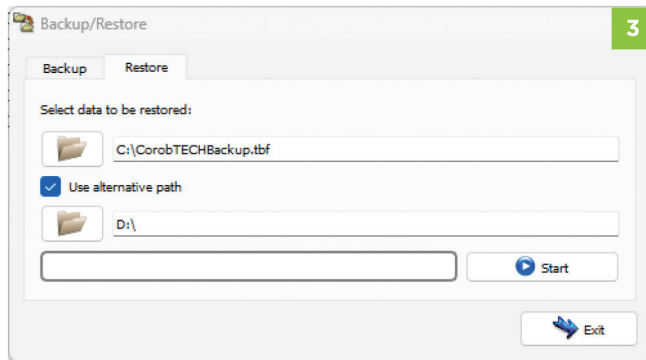 Backup/Restore
3
Backup Restore
Select data to be restored:
C:\CorobTECHBackup.tbf
Use alternative path
D:\
Start
Exit